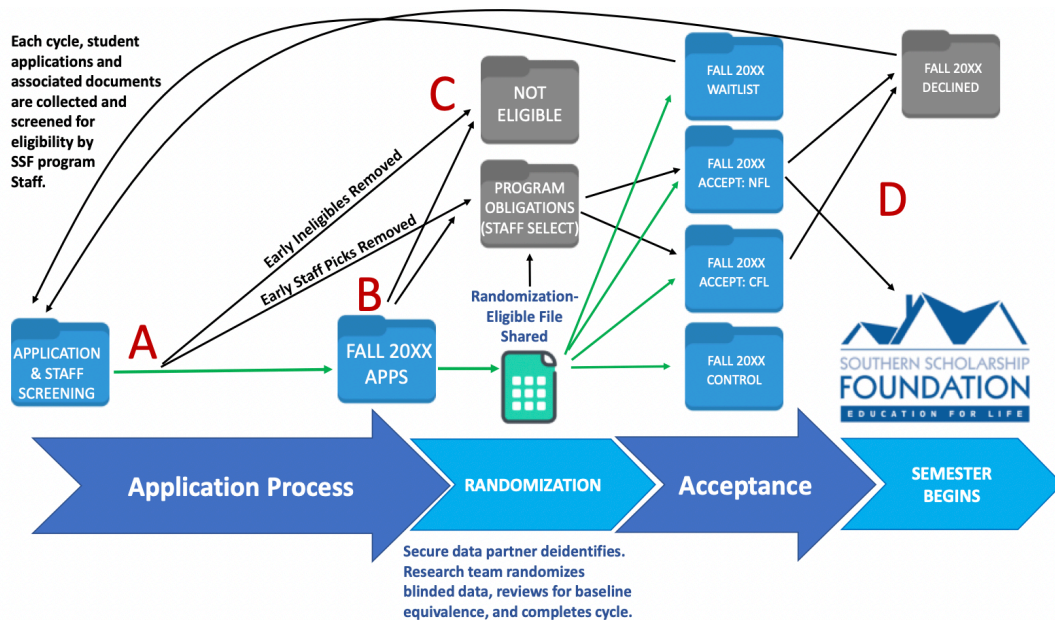 Each cycle, student
applications and
associated documents
are collected and
screened for
eligibility by
SSF program
Staff.
C
NOT
ELIGIBLE
FALL 20XX
WAITLIST
FALL 20XX
DECLINED
Early Ineligibles Removed
Early Staff Picks Removed
PROGRAM
OBLIGATIONS
(STAFF SELECT)
FALL 20XX
ACCEPT: NFL
D
FALL 20XX
ACCEPT: CFL
A
B
Randomization-
Eligible File
Shared
APPLICATION
& STAFF
SCREENING
FALL 20XX
APPS
FALL 20XX
CONTROL
SOUTHERN SCHOLARSHIP
FOUNDATION
EDUCATION FOR LIFE
Application Process
RANDOMIZATION
Acceptance
SEMESTER
BEGINS
Secure data partner deidentifies.
Research team randomizes
blinded data, reviews for baseline
equivalence, and completes cycle.